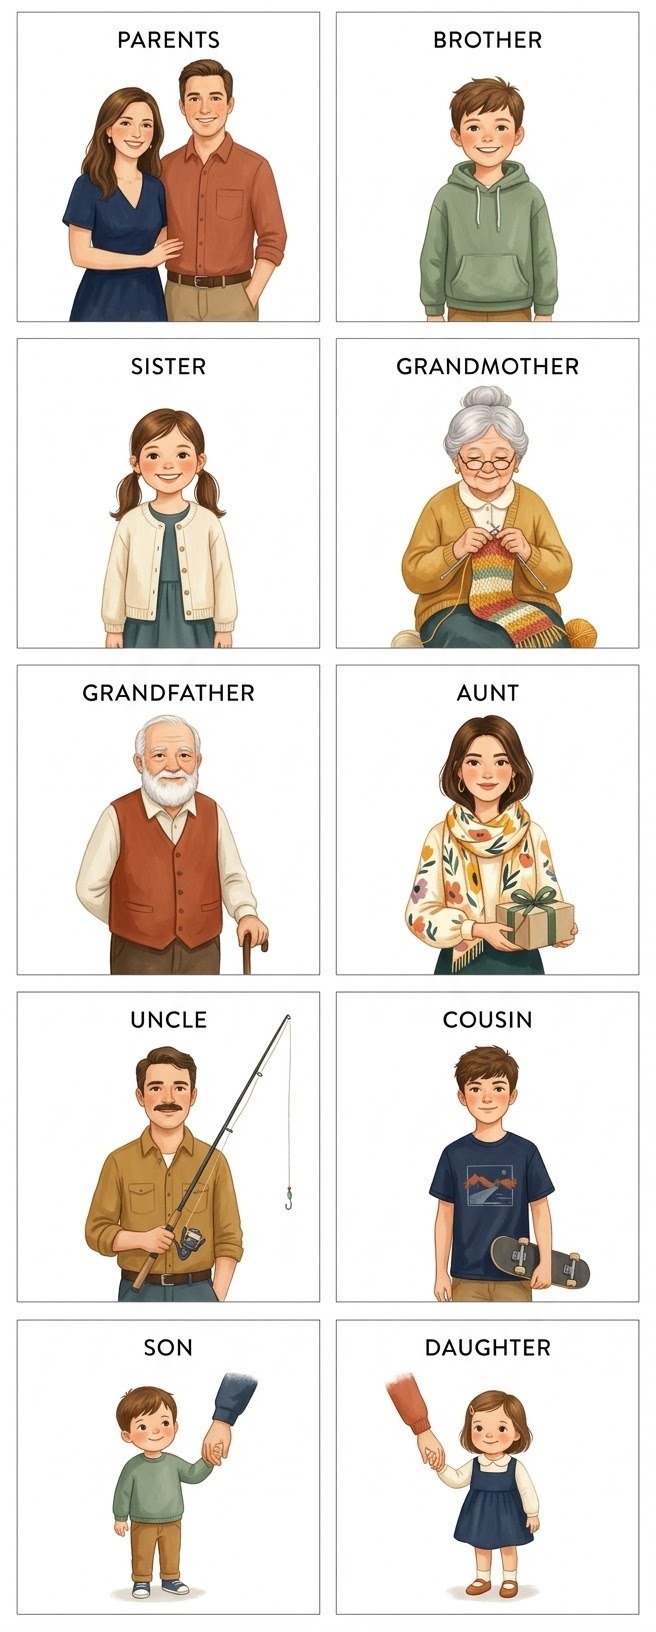 PARENTS
BROTHER
SISTER
GRANDMOTHER
GRANDFATHER
AUNT
UNCLE
COUSIN
SON
DAUGHTER